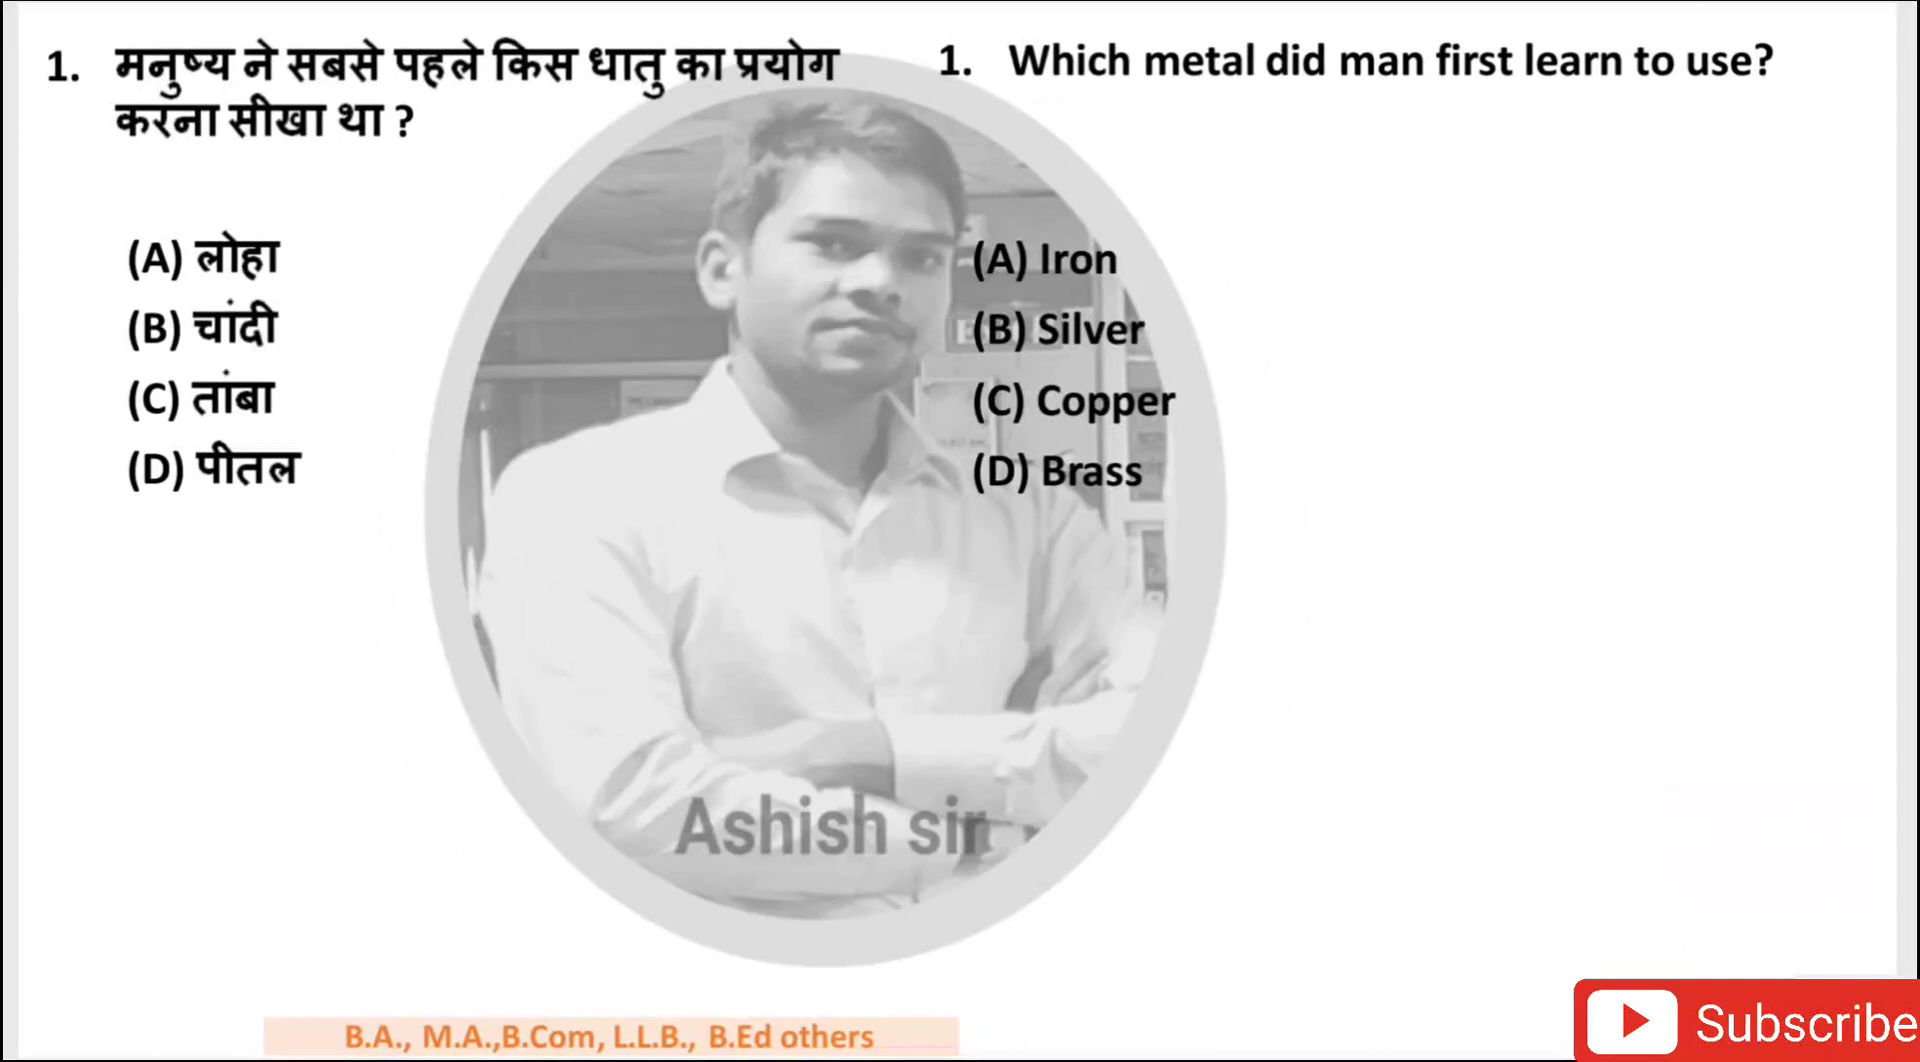 1. मनुष्य ने सबसे पहले किस धातु का प्रयोग
करना सीखा था ?
(A) लोहा
(B) चांदी
(C) तांबा
(D) पीतल
1. Which metal did man first learn to use?
(A) Iron
(B) Silver
(C) Copper
(D) Brass
Ashish sir
B.A., M.A.,B.Com, L.L.B., B.Ed others
Subscribe